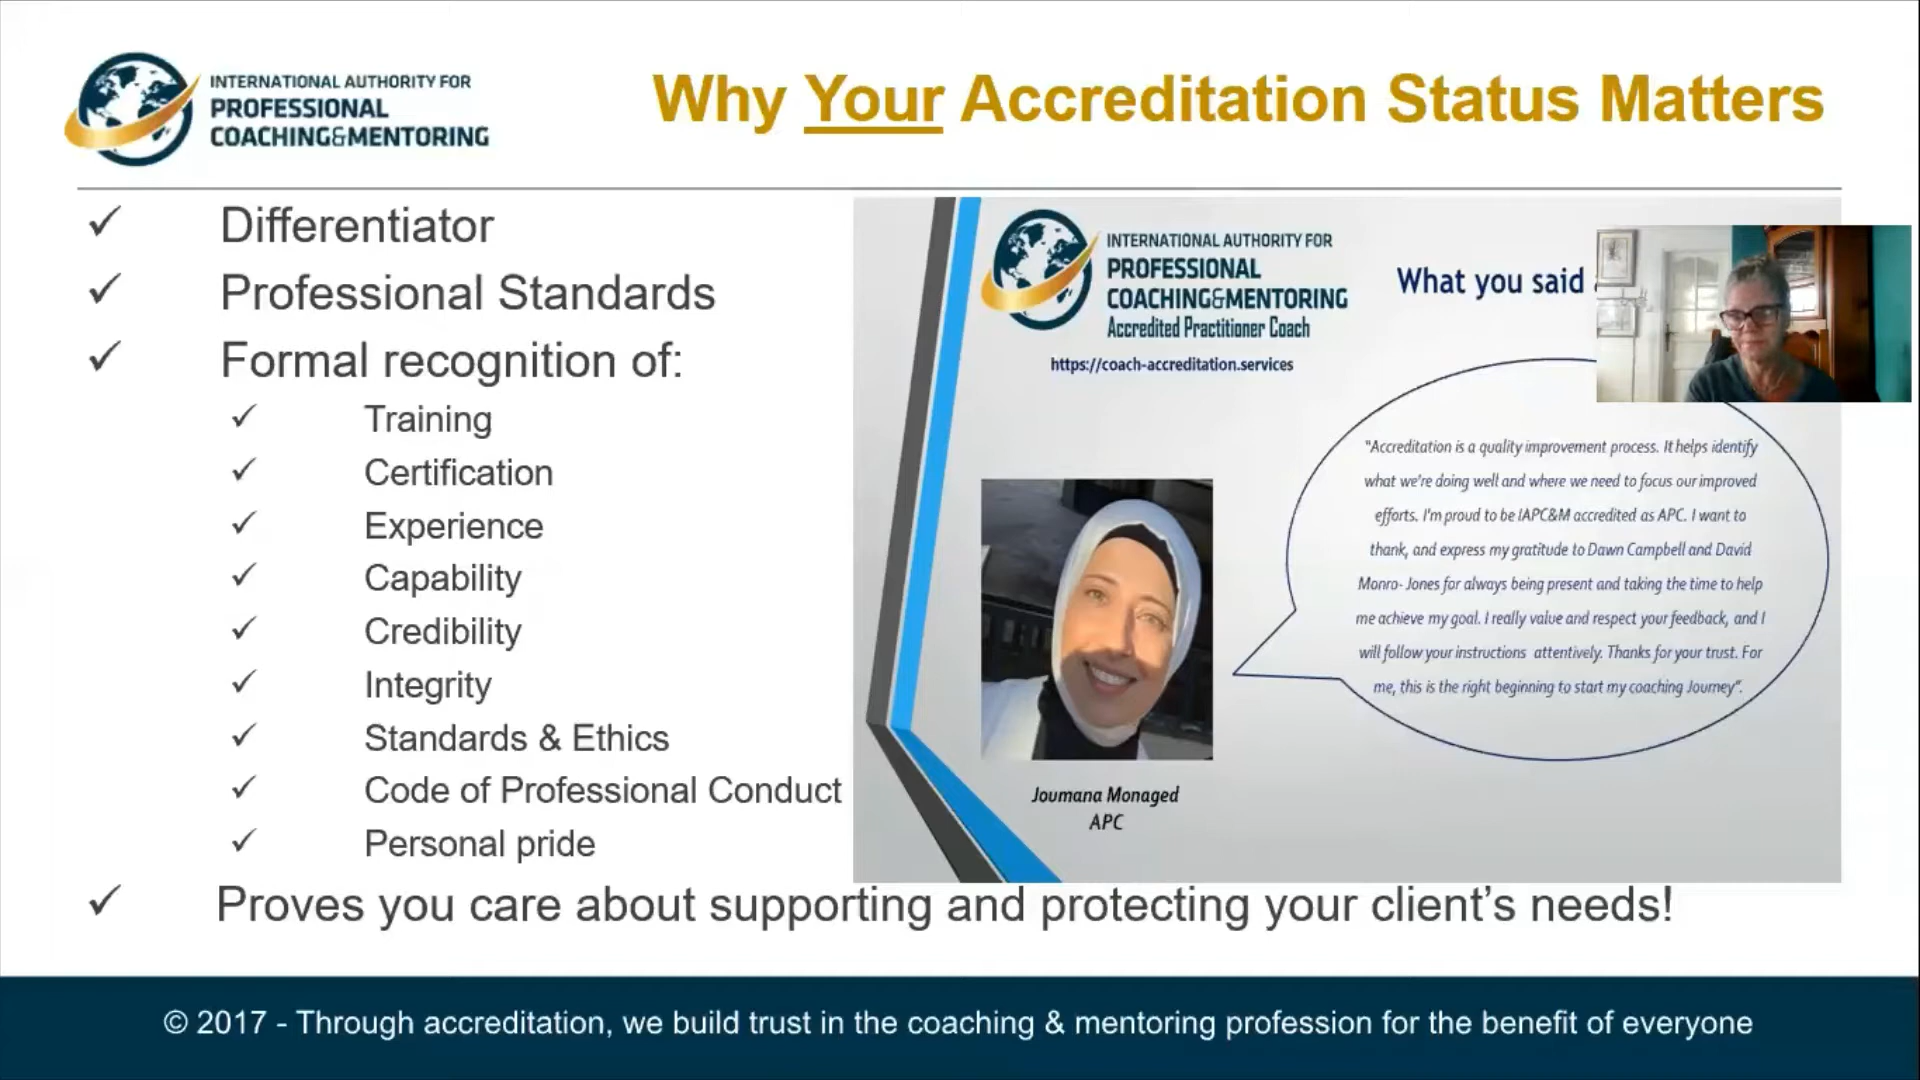 INTERNATIONAL AUTHORITY FOR
PROFESSIONAL
COACHING&MENTORING
Why Your Accreditation Status Matters
✓ Differentiator
✓ Professional Standards
✓ Formal recognition of:
✓ Training
✓ Certification
✓ Experience
✓ Capability
✓ Credibility
✓ Integrity
✓ Standards & Ethics
✓ Code of Professional Conduct
✓ Personal pride
✓ Proves you care about supporting and protecting your client’s needs!
INTERNATIONAL AUTHORITY FOR
PROFESSIONAL
COACHING&MENTORING
Accredited Practitioner Coach
https://coach-accreditation.services
What you said
"Accreditation is a quality improvement process. It helps identify
what we're doing well and where we need to focus our improved
efforts. I'm proud to be IAPC&M accredited as APC. I want to
thank, and express my gratitude to Dawn Campbell and David
Monro- Jones for always being present and taking the time to help
me achieve my goal. I really value and respect your feedback, and I
will follow your instructions attentively. Thanks for your trust. For
me, this is the right beginning to start my coaching Journey”.
Joumana Monaged
APC
© 2017 - Through accreditation, we build trust in the coaching & mentoring profession for the benefit of everyone